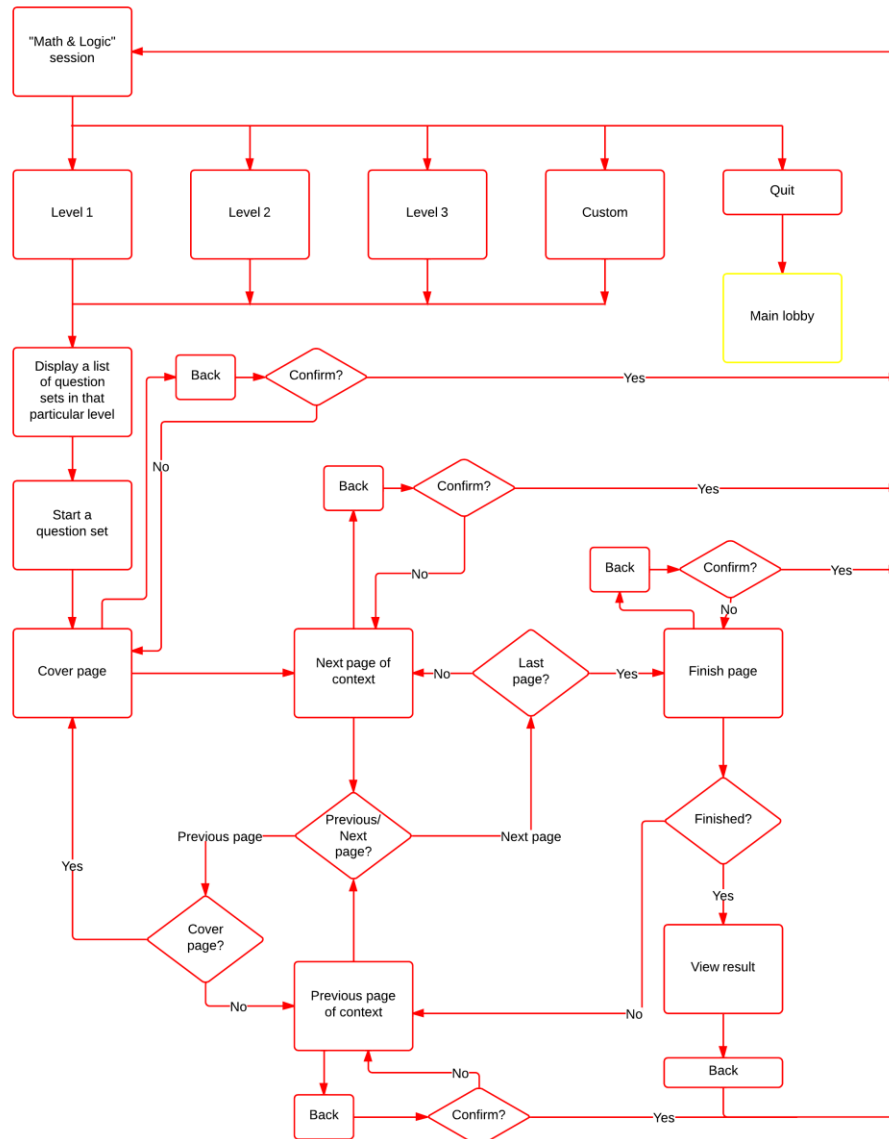 "Math & Logic"
session
Level 1
Level 2
Level 3
Custom
Quit
Main lobby
Display a list
of question
sets in that
particular level
Back
Confirm?
Yes
No
Start a
question set
Back
Confirm?
Yes
No
Back
Confirm?
Yes
No
Cover page
Next page of
context
No
Last
page?
Yes
Finish page
Previous page
Previous/
Next
page?
Next page
Finished?
Yes
Yes
Cover
page?
No
Previous page
of context
View result
No
Back
No
Back
Confirm?
Yes